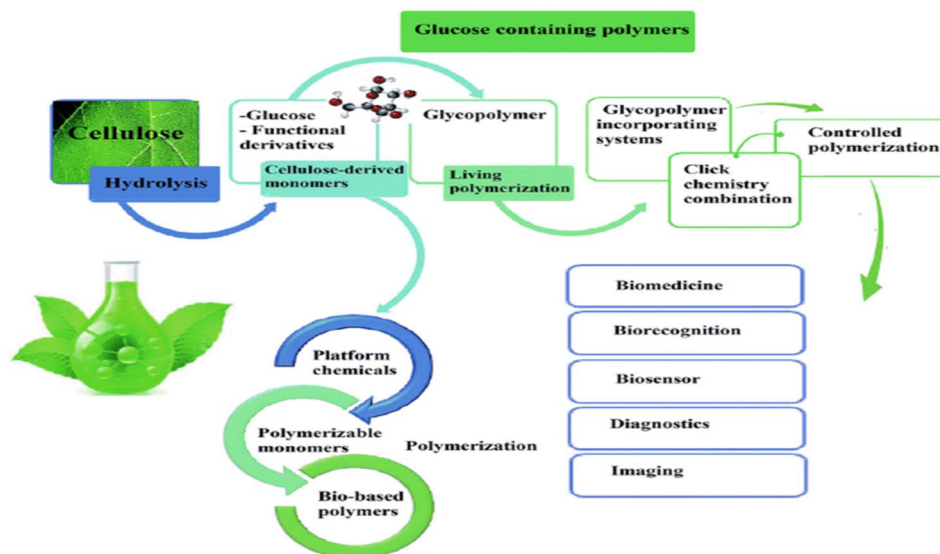 Glucose containing polymers
Cellulose
Hydrolysis
-Glucose
- Functional
derivatives
Cellulose-derived
monomers
Glycopolymer
Living
polymerization
Glycopolymer
incorporating
systems
Click
chemistry
combination
Controlled
polymerization
Platform
chemicals
Polymerizable
monomers
Polymerization
Bio-based
polymers
Biomedicine
Biorecognition
Biosensor
Diagnostics
Imaging